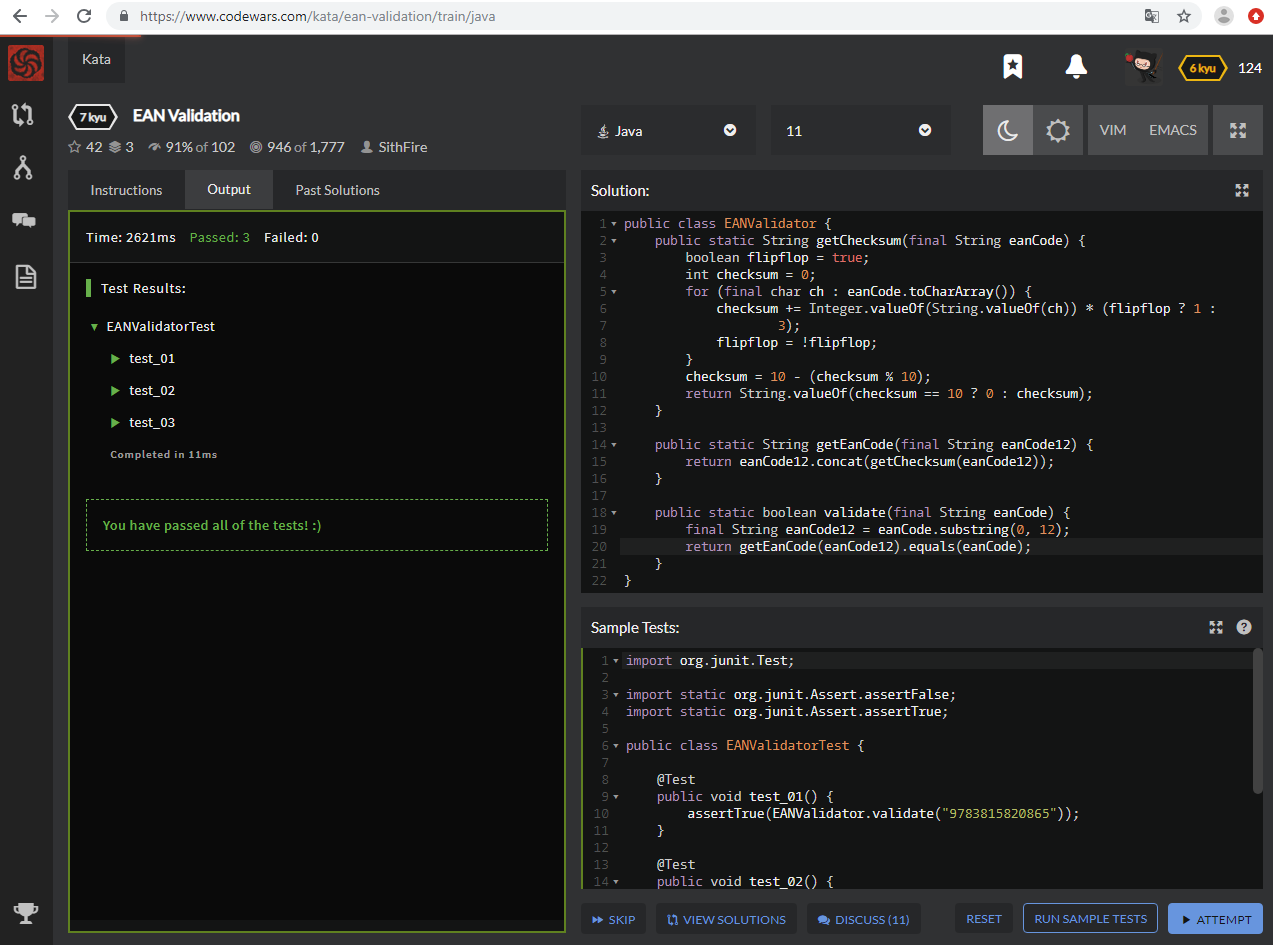 https://www.codewars.com/kata/ean-validation/train/java
Kata
6 kyu 124
7 kyu EAN Validation
42 3 91% of 102 946 of 1,777 SithFire
Java
11
VIM EMACS
Instructions Output Past Solutions
Time: 2621ms Passed: 3 Failed: 0
Test Results:
EANValidatorTest
test_01
test_02
test_03
Completed in 11ms
You have passed all of the tests! :)
Solution:
1 public class EANValidator {
2     public static String getChecksum(final String eanCode) {
3         boolean flipflop = true;
4         int checksum = 0;
5         for (final char ch : eanCode.toCharArray()) {
6             checksum += Integer.valueOf(String.valueOf(ch)) * (flipflop ? 1 :
7                     3);
8             flipflop = !flipflop;
9         }
10         checksum = 10 - (checksum % 10);
11         return String.valueOf(checksum == 10 ? 0 : checksum);
12     }
13
14     public static String getEanCode(final String eanCode12) {
15         return eanCode12.concat(getChecksum(eanCode12));
16     }
17
18     public static boolean validate(final String eanCode) {
19         final String eanCode12 = eanCode.substring(0, 12);
20         return getEanCode(eanCode12).equals(eanCode);
21     }
22 }
Sample Tests:
1 import org.junit.Test;
2
3 import static org.junit.Assert.assertFalse;
4 import static org.junit.Assert.assertTrue;
5
6 public class EANValidatorTest {
7
8     @Test
9     public void test_01() {
10         assertTrue(EANValidator.validate("9783815820865"));
11     }
12
13     @Test
14     public void test_02() {
SKIP VIEW SOLUTIONS DISCUSS (11) RESET RUN SAMPLE TESTS ATTEMPT